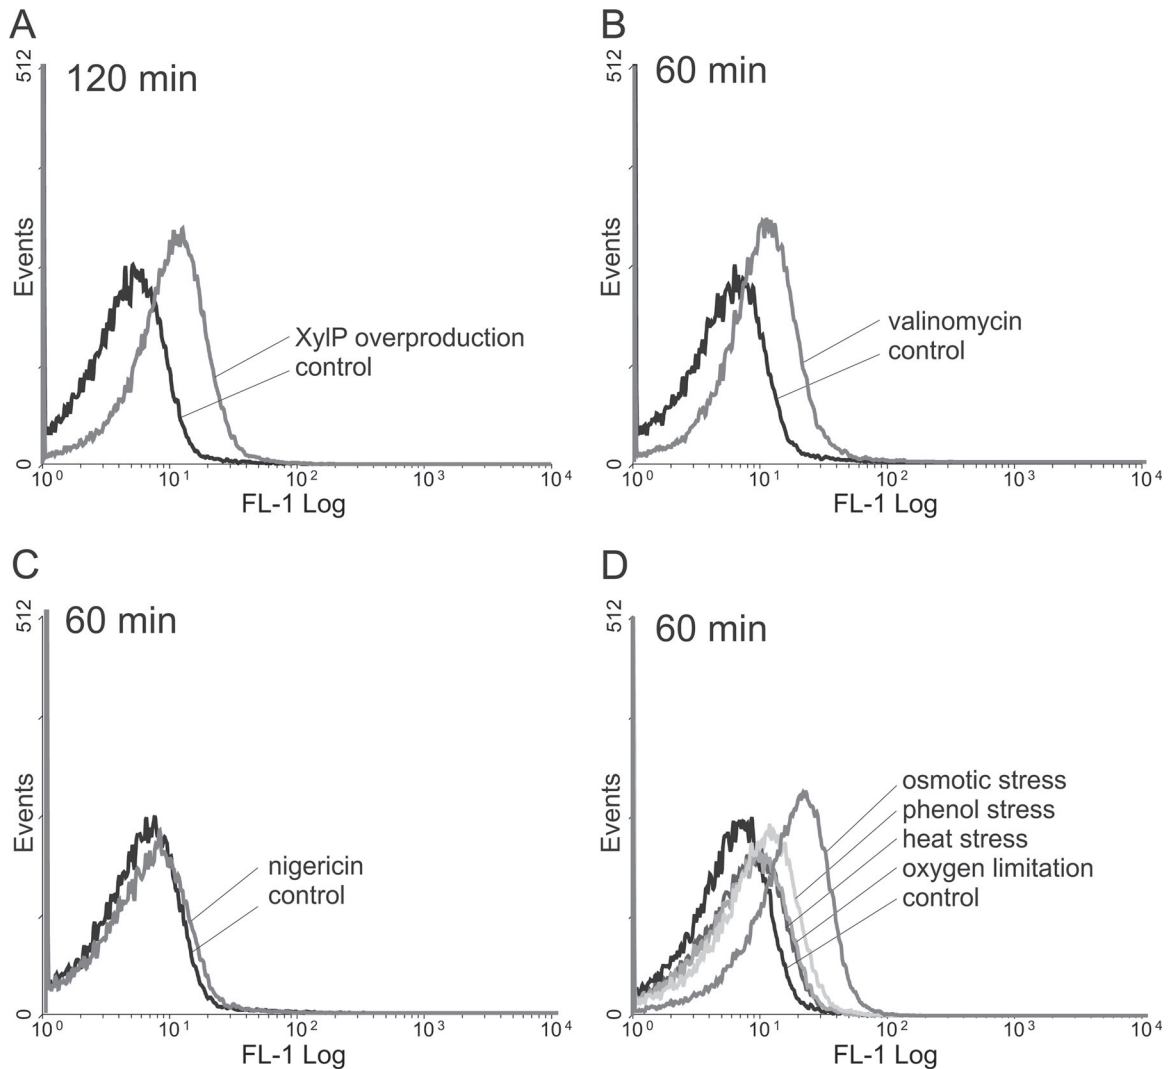 A
512
120 min
Events
XylP overproduction
control
0
10⁰ 10¹ 10² 10³ 10⁴
FL-1 Log
B
512
60 min
Events
valinomycin
control
0
10⁰ 10¹ 10² 10³ 10⁴
FL-1 Log
C
512
60 min
Events
nigericin
control
0
10⁰ 10¹ 10² 10³ 10⁴
FL-1 Log
D
512
60 min
Events
osmotic stress
phenol stress
heat stress
oxygen limitation
control
0
10⁰ 10¹ 10² 10³ 10⁴
FL-1 Log